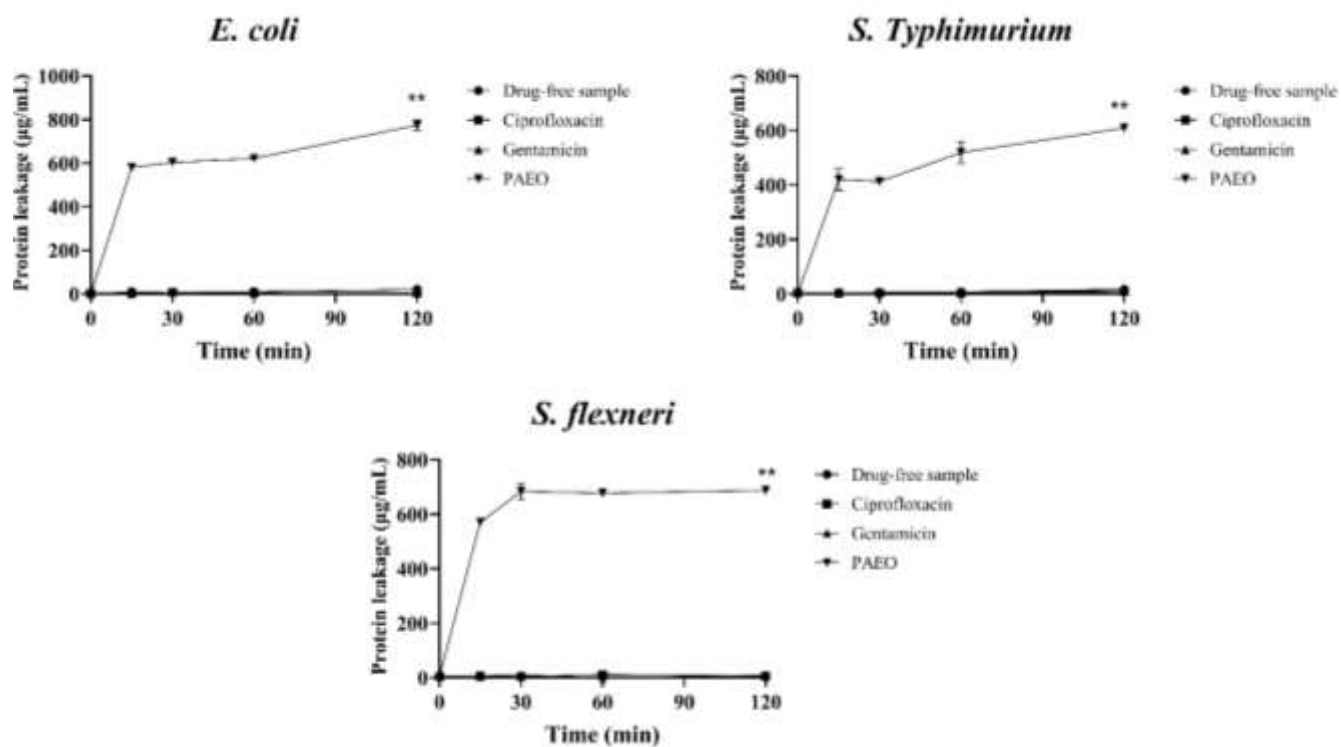 E. coli
Protein leakage (µg/mL)
1000
800
600
400
200
0
**
0 30 60 90 120
Time (min)
Drug-free sample
Ciprofloxacin
Gentamicin
PAEO
S. Typhimurium
Protein leakage (µg/mL)
800
600
400
200
0
**
0 30 60 90 120
Time (min)
Drug-free sample
Ciprofloxacin
Gentamicin
PAEO
S. flexneri
Protein leakage (µg/mL)
800
600
400
200
0
**
0 30 60 90 120
Time (min)
Drug-free sample
Ciprofloxacin
Gentamicin
PAEO